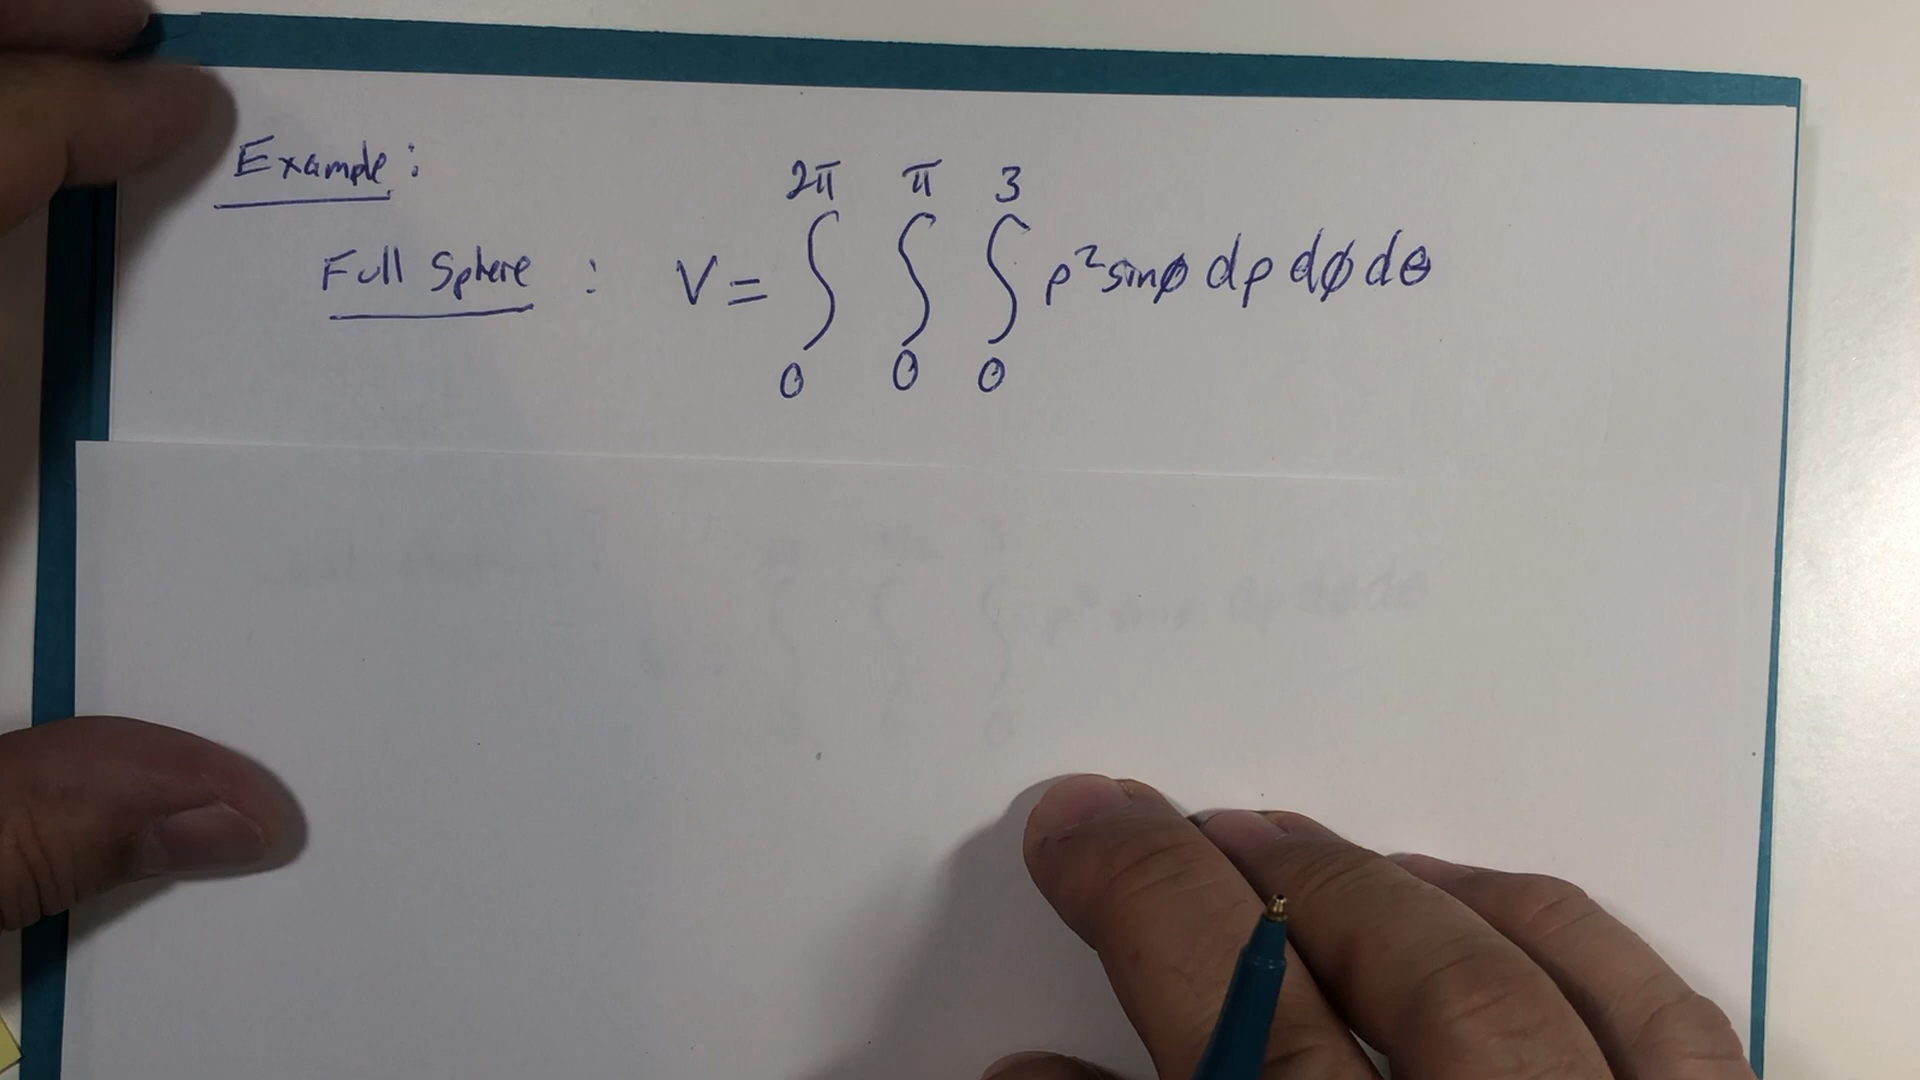 Example:
Full Sphere : V = ∫₀^{2π} ∫₀^{π} ∫₀^{3} ρ² sinφ dρ dφ dθ